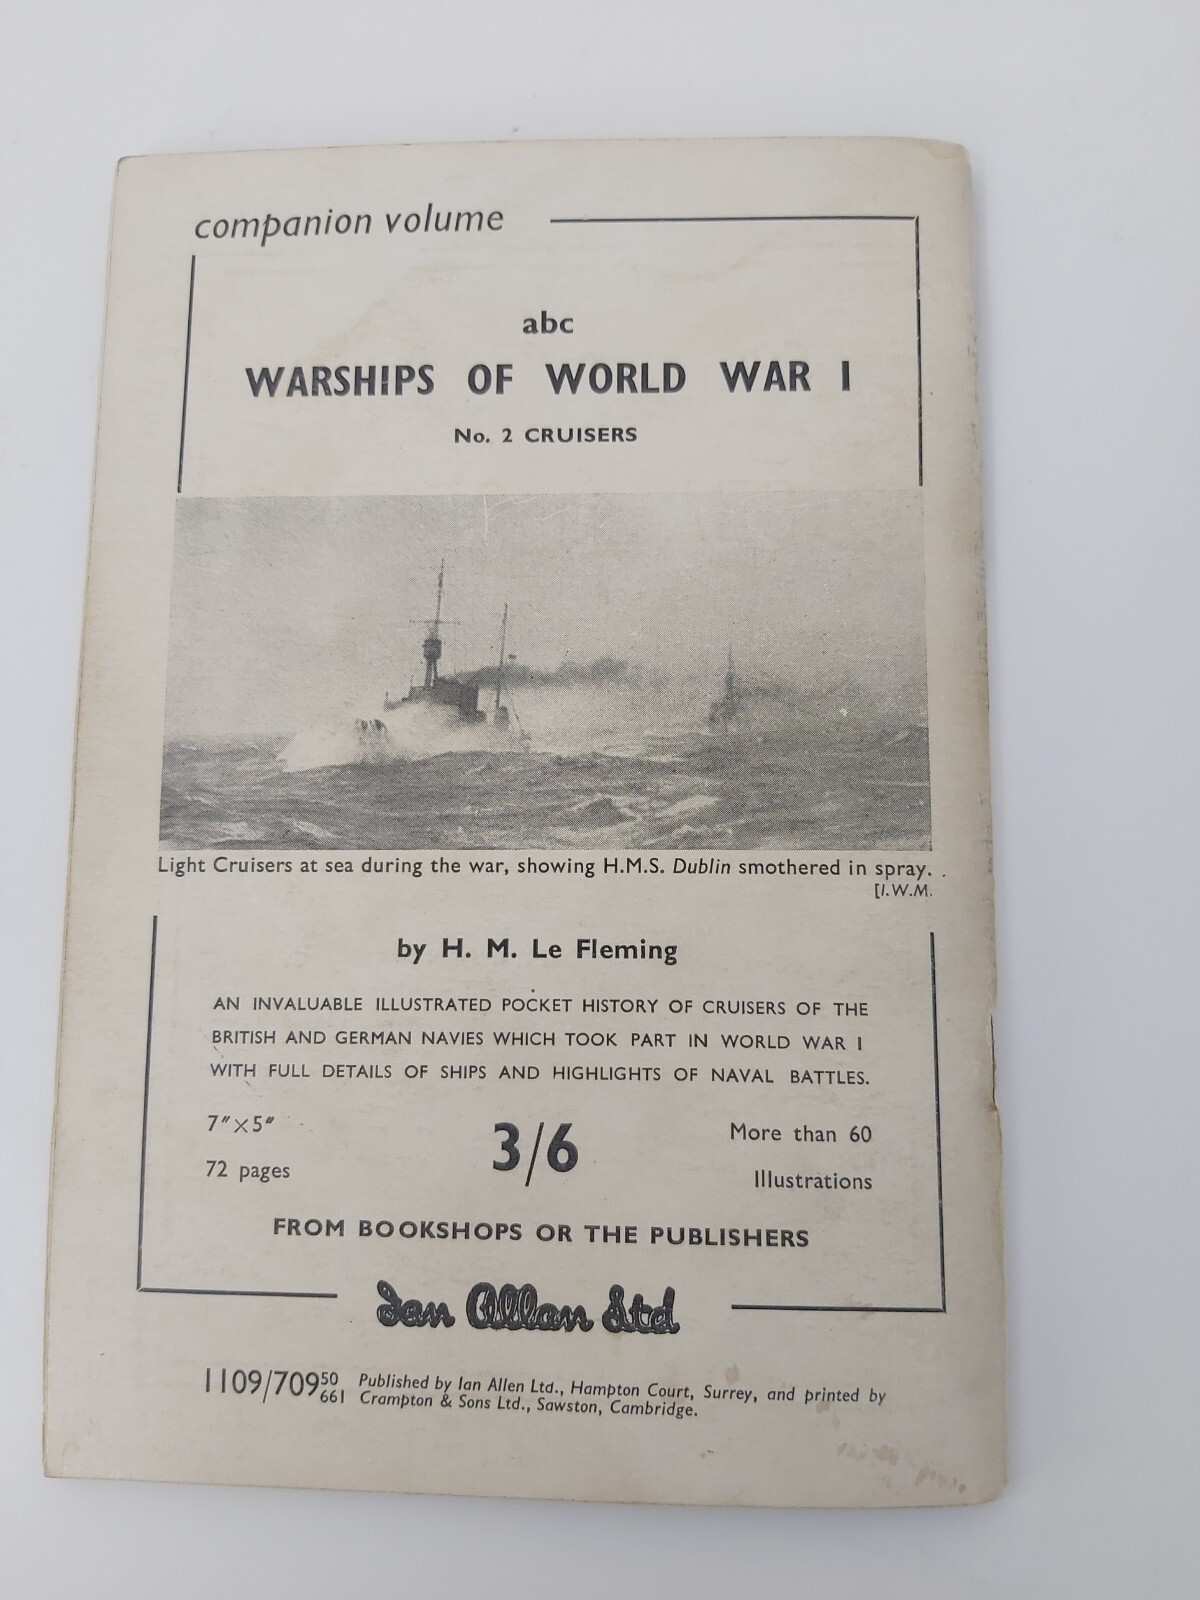 companion volume
abc
WARSHIPS OF WORLD WAR I
No. 2 CRUISERS
Light Cruisers at sea during the war, showing H.M.S. Dublin smothered in spray.
[I.W.M.
by H. M. Le Fleming
AN INVALUABLE ILLUSTRATED POCKET HISTORY OF CRUISERS OF THE
BRITISH AND GERMAN NAVIES WHICH TOOK PART IN WORLD WAR I
WITH FULL DETAILS OF SHIPS AND HIGHLIGHTS OF NAVAL BATTLES.
7″×5″
72 pages
3/6
More than 60
Illustrations
FROM BOOKSHOPS OR THE PUBLISHERS
Ian Allan Ltd
1109/709 50 661
Published by Ian Allen Ltd., Hampton Court, Surrey, and printed by
Crampton & Sons Ltd., Sawston, Cambridge.